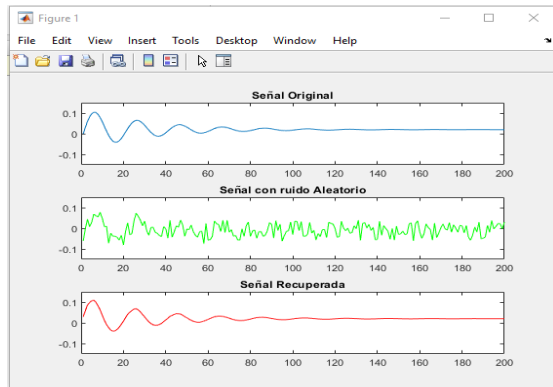 Figure 1
File Edit View Insert Tools Desktop Window Help
Señal Original
0.1
0
-0.1
0 20 40 60 80 100 120 140 160 180 200
Señal con ruido Aleatorio
0.1
0
-0.1
0 20 40 60 80 100 120 140 160 180 200
Señal Recuperada
0.1
0
-0.1
0 20 40 60 80 100 120 140 160 180 200